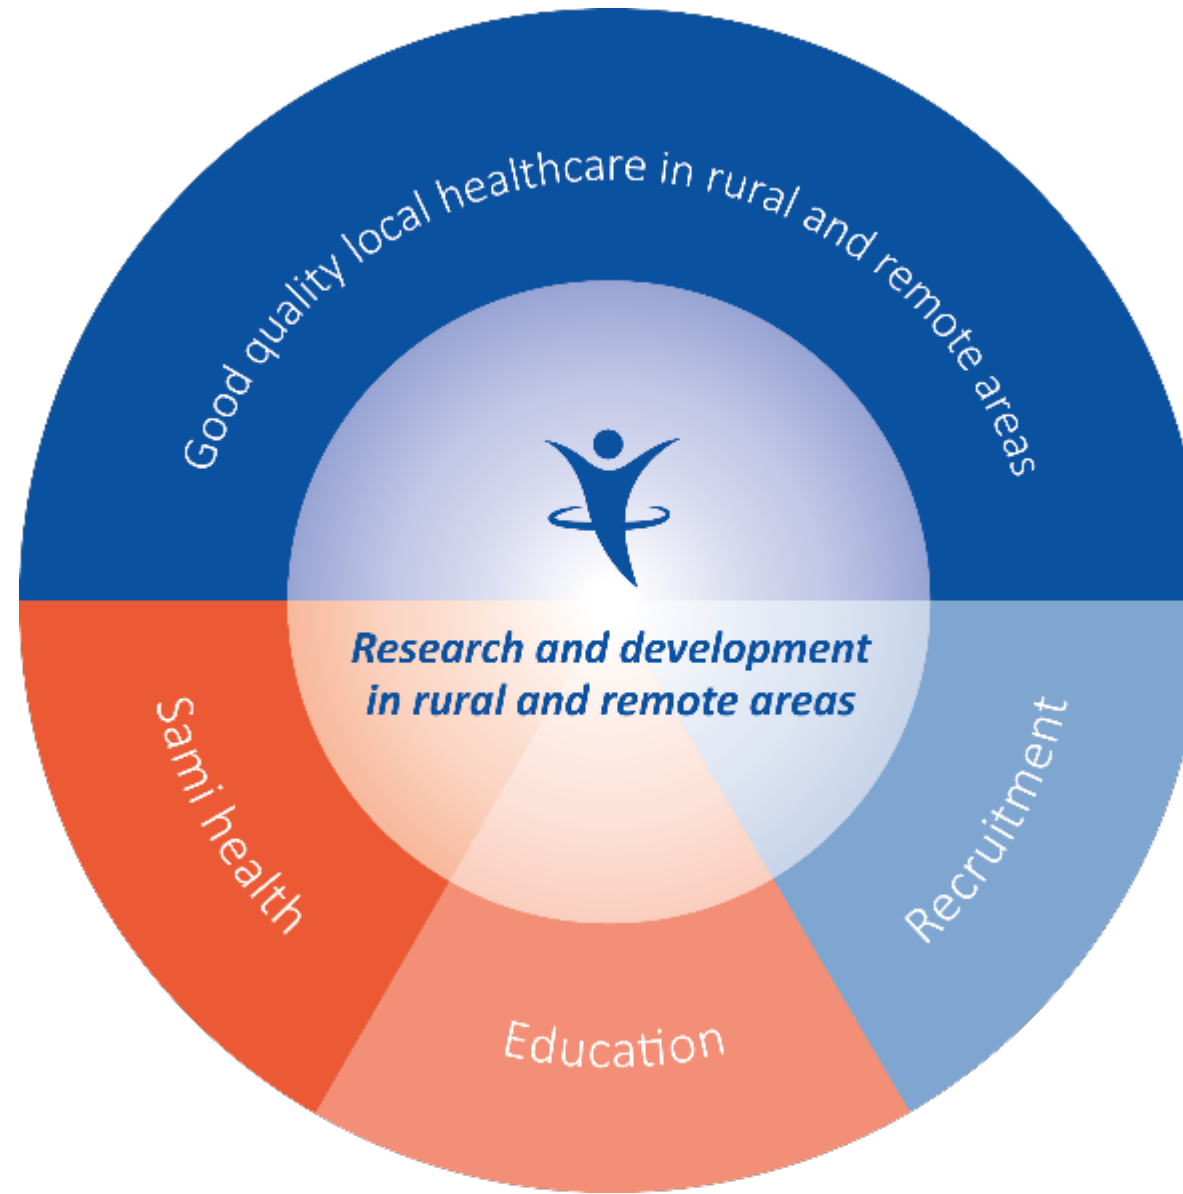 Good quality local healthcare in rural and remote areas
Research and development
in rural and remote areas
Sami health
Education
Recruitment